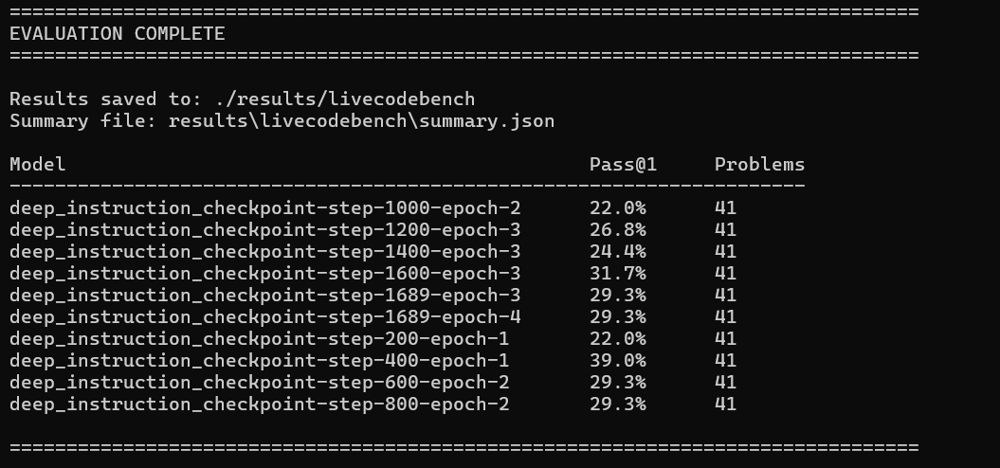 ================================================================================
EVALUATION COMPLETE
================================================================================
Results saved to: ./results/livecodebench
Summary file: results\livecodebench\summary.json
Model Pass@1 Problems
----------------------------------------------------------------------
deep_instruction_checkpoint-step-1000-epoch-2 22.0% 41
deep_instruction_checkpoint-step-1200-epoch-3 26.8% 41
deep_instruction_checkpoint-step-1400-epoch-3 24.4% 41
deep_instruction_checkpoint-step-1600-epoch-3 31.7% 41
deep_instruction_checkpoint-step-1689-epoch-3 29.3% 41
deep_instruction_checkpoint-step-1689-epoch-4 29.3% 41
deep_instruction_checkpoint-step-200-epoch-1 22.0% 41
deep_instruction_checkpoint-step-400-epoch-1 39.0% 41
deep_instruction_checkpoint-step-600-epoch-2 29.3% 41
deep_instruction_checkpoint-step-800-epoch-2 29.3% 41
================================================================================